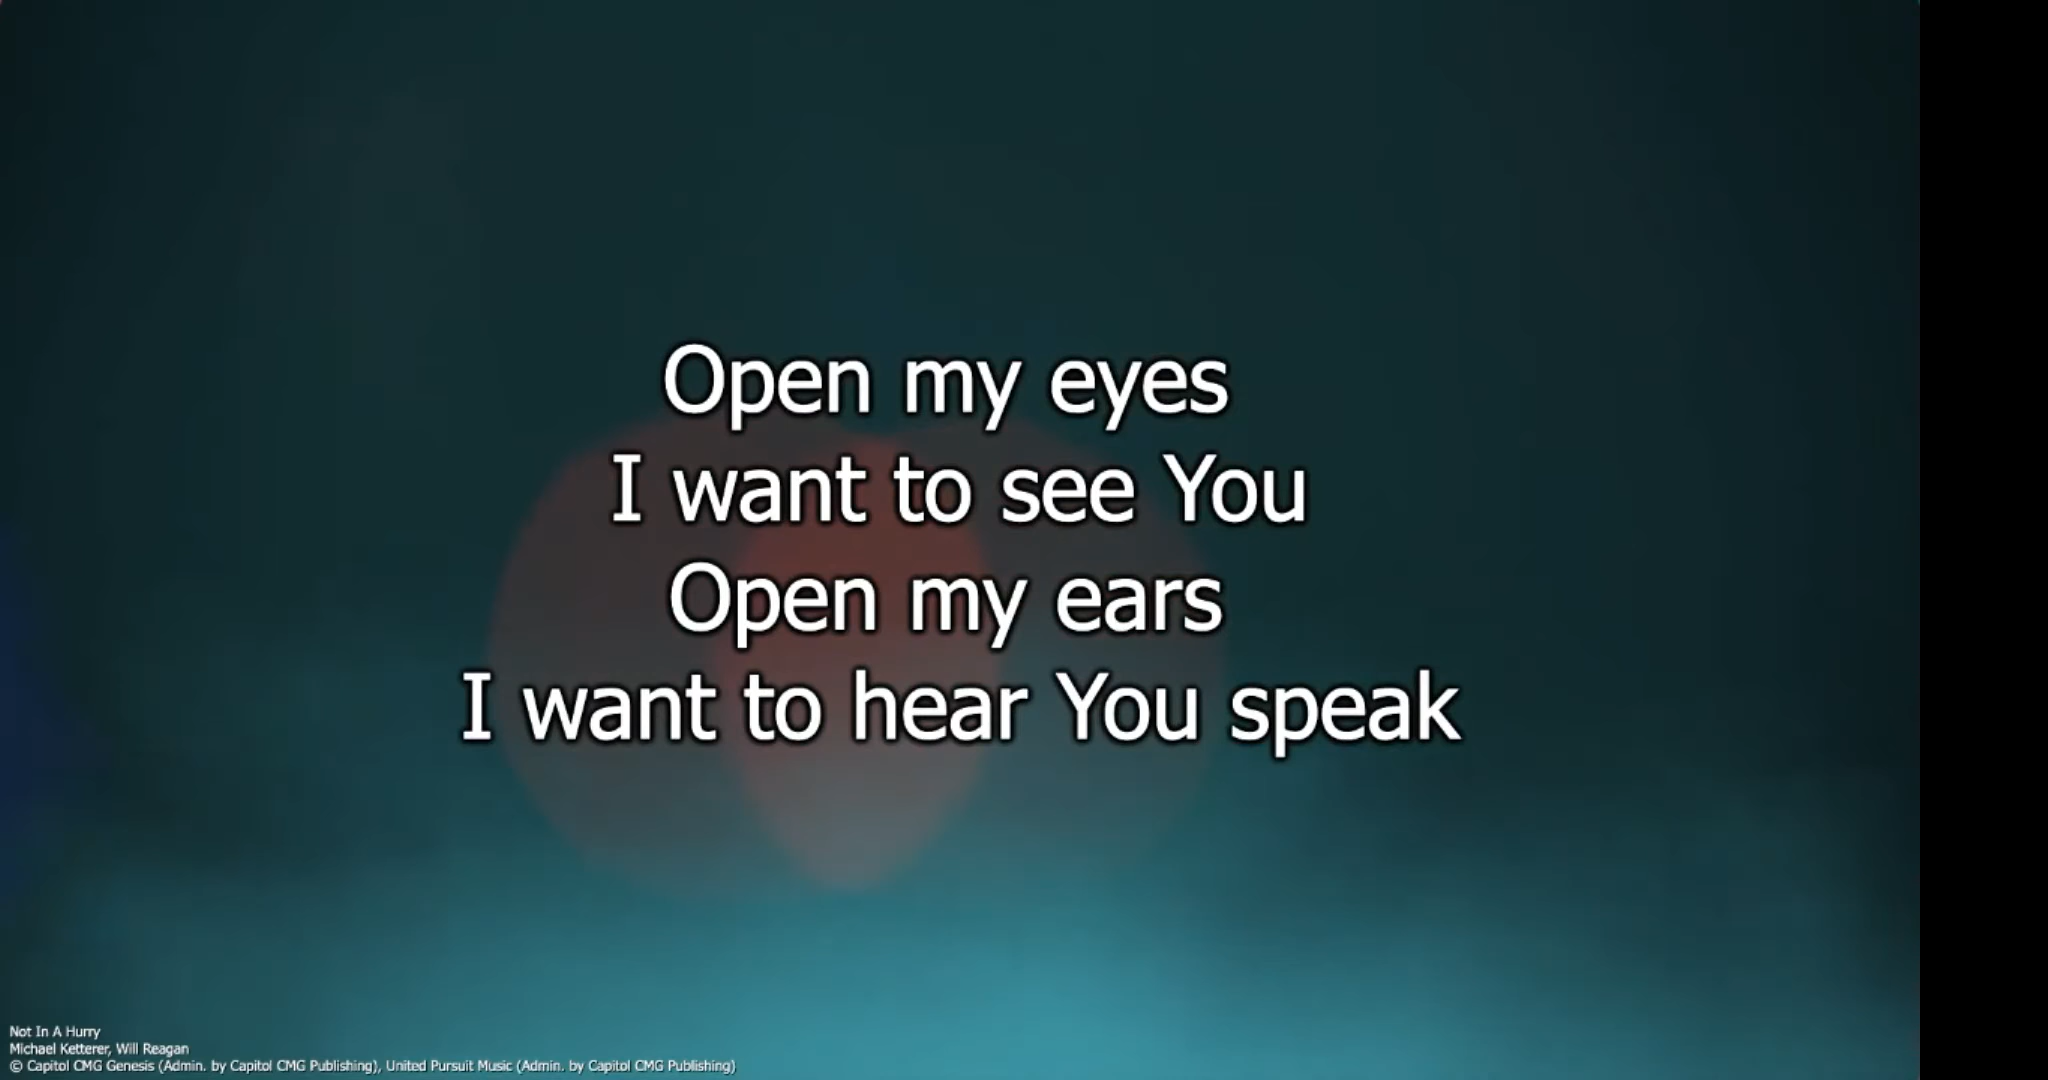 Open my eyes
I want to see You
Open my ears
I want to hear You speak
Not In A Hurry
Michael Ketterer, Will Reagan
© Capitol CMG Genesis (Admin. by Capitol CMG Publishing), United Pursuit Music (Admin. by Capitol CMG Publishing)